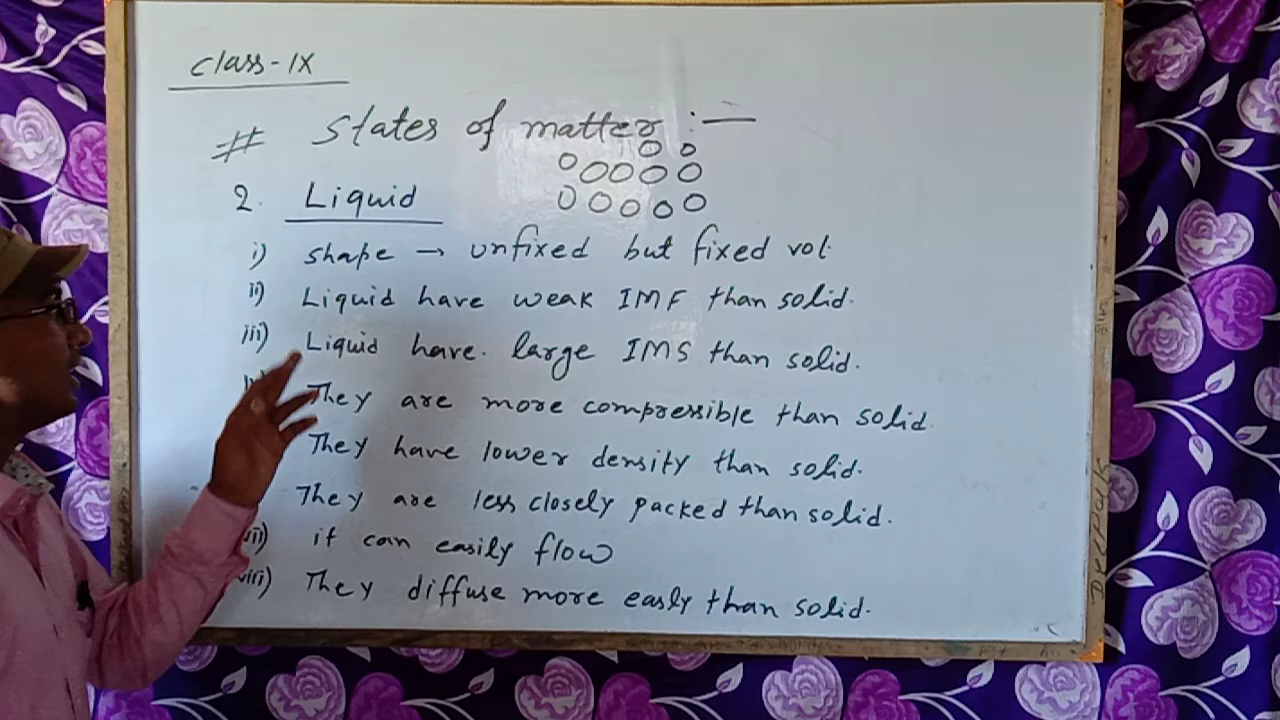 Class-IX
# States of matter :-
2. Liquid
i) shape → unfixed but fixed vol.
ii) Liquid have weak IMF than solid.
iii) Liquid have. large IMS than solid.
They are more compressible than solid.
They have lower density than solid.
They are less closely packed than solid.
vii) it can easily flow
viii) They diffuse more easly than solid.